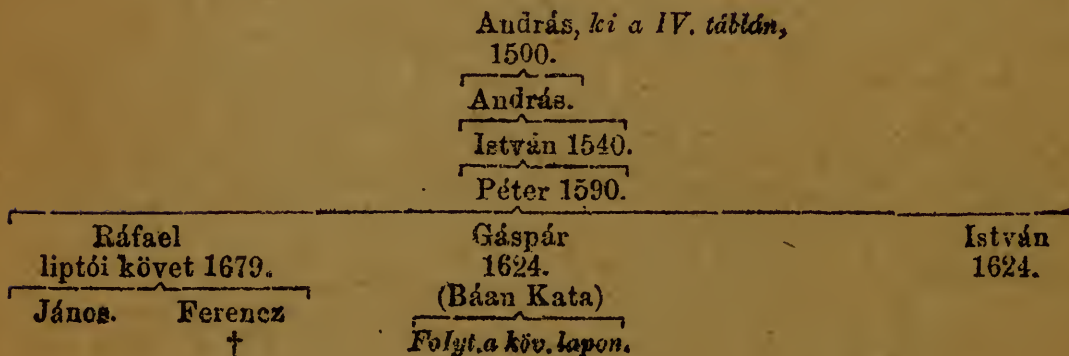 András, ki a IV. táblán,
1500.
András.
István 1540.
Péter 1590.
Ráfael Gáspár István
liptói követ 1679. 1624. 1624.
János. Ferencz (Báan Kata)
† Folyt. a köv. lapon.